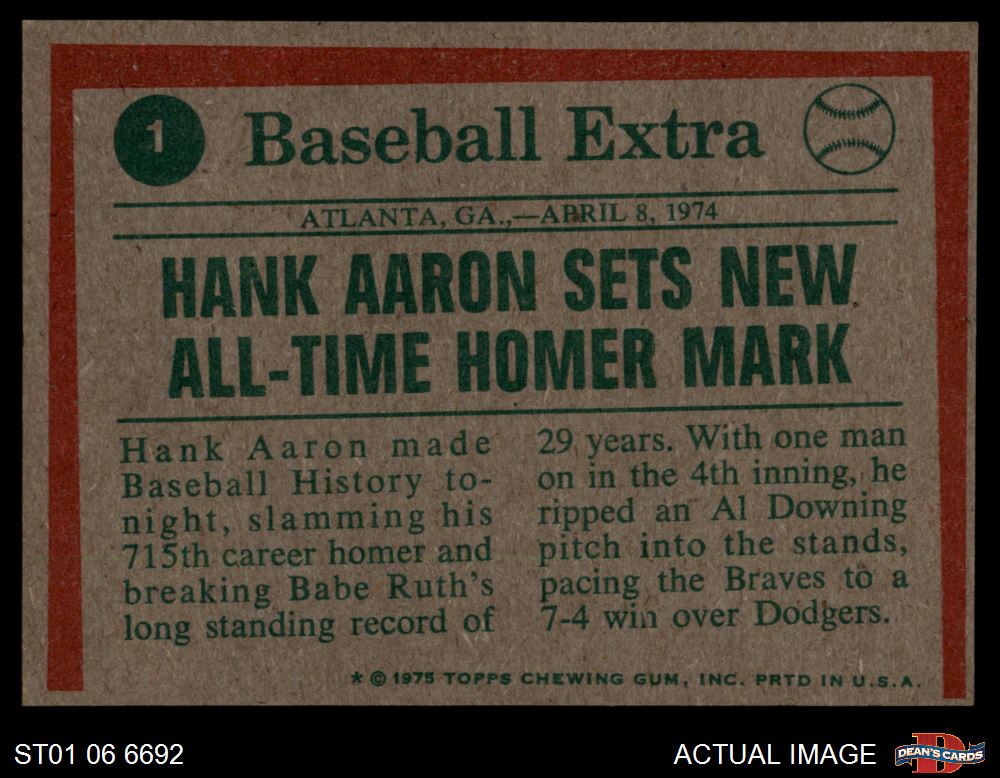 1
Baseball Extra
ATLANTA, GA.,—APRIL 8, 1974
HANK AARON SETS NEW
ALL-TIME HOMER MARK
Hank Aaron made
Baseball History to-
night, slamming his
715th career homer and
breaking Babe Ruth's
long standing record of
29 years. With one man
on in the 4th inning, he
ripped an Al Downing
pitch into the stands,
pacing the Braves to a
7-4 win over Dodgers.
* © 1975 TOPPS CHEWING GUM, INC. PRTD IN U.S.A.
ST01 06 6692
ACTUAL IMAGE
D
DEAN'S CARDS